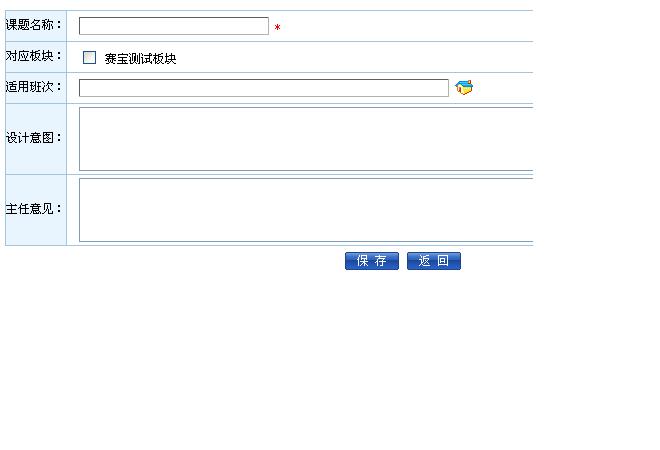 课题名称：
*
对应板块：
赛宝测试板块
适用班次：
设计意图：
主任意见：
保 存
返 回